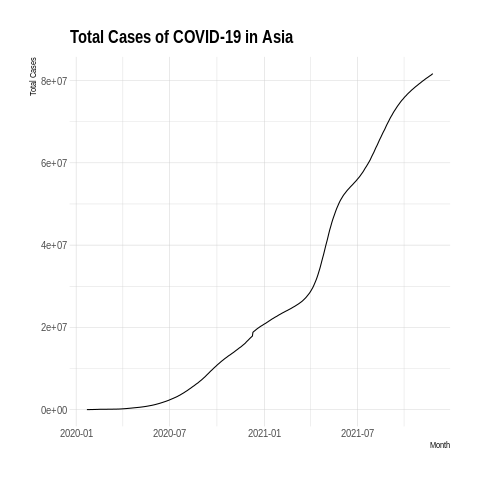 Total Cases of COVID-19 in Asia
Total Cases
8e+07
6e+07
4e+07
2e+07
0e+00
2020-01 2020-07 2021-01 2021-07
Month